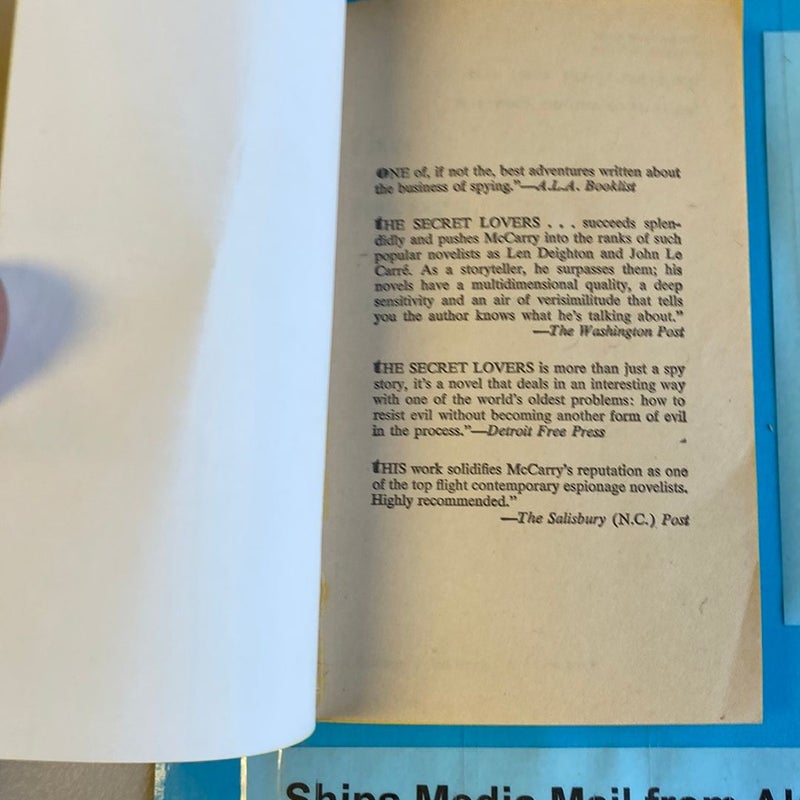 ONE of, if not the, best adventures written about
the business of spying."—A.L.A. Booklist
THE SECRET LOVERS . . . succeeds splen-
didly and pushes McCarry into the ranks of such
popular novelists as Len Deighton and John Le
Carré. As a storyteller, he surpasses them; his
novels have a multidimensional quality, a deep
sensitivity and an air of verisimilitude that tells
you the author knows what he's talking about."
—The Washington Post
THE SECRET LOVERS is more than just a spy
story, it's a novel that deals in an interesting way
with one of the world's oldest problems: how to
resist evil without becoming another form of evil
in the process."—Detroit Free Press
THIS work solidifies McCarry's reputation as one
of the top flight contemporary espionage novelists.
Highly recommended."
—The Salisbury (N.C.) Post
Ships Media Mail from